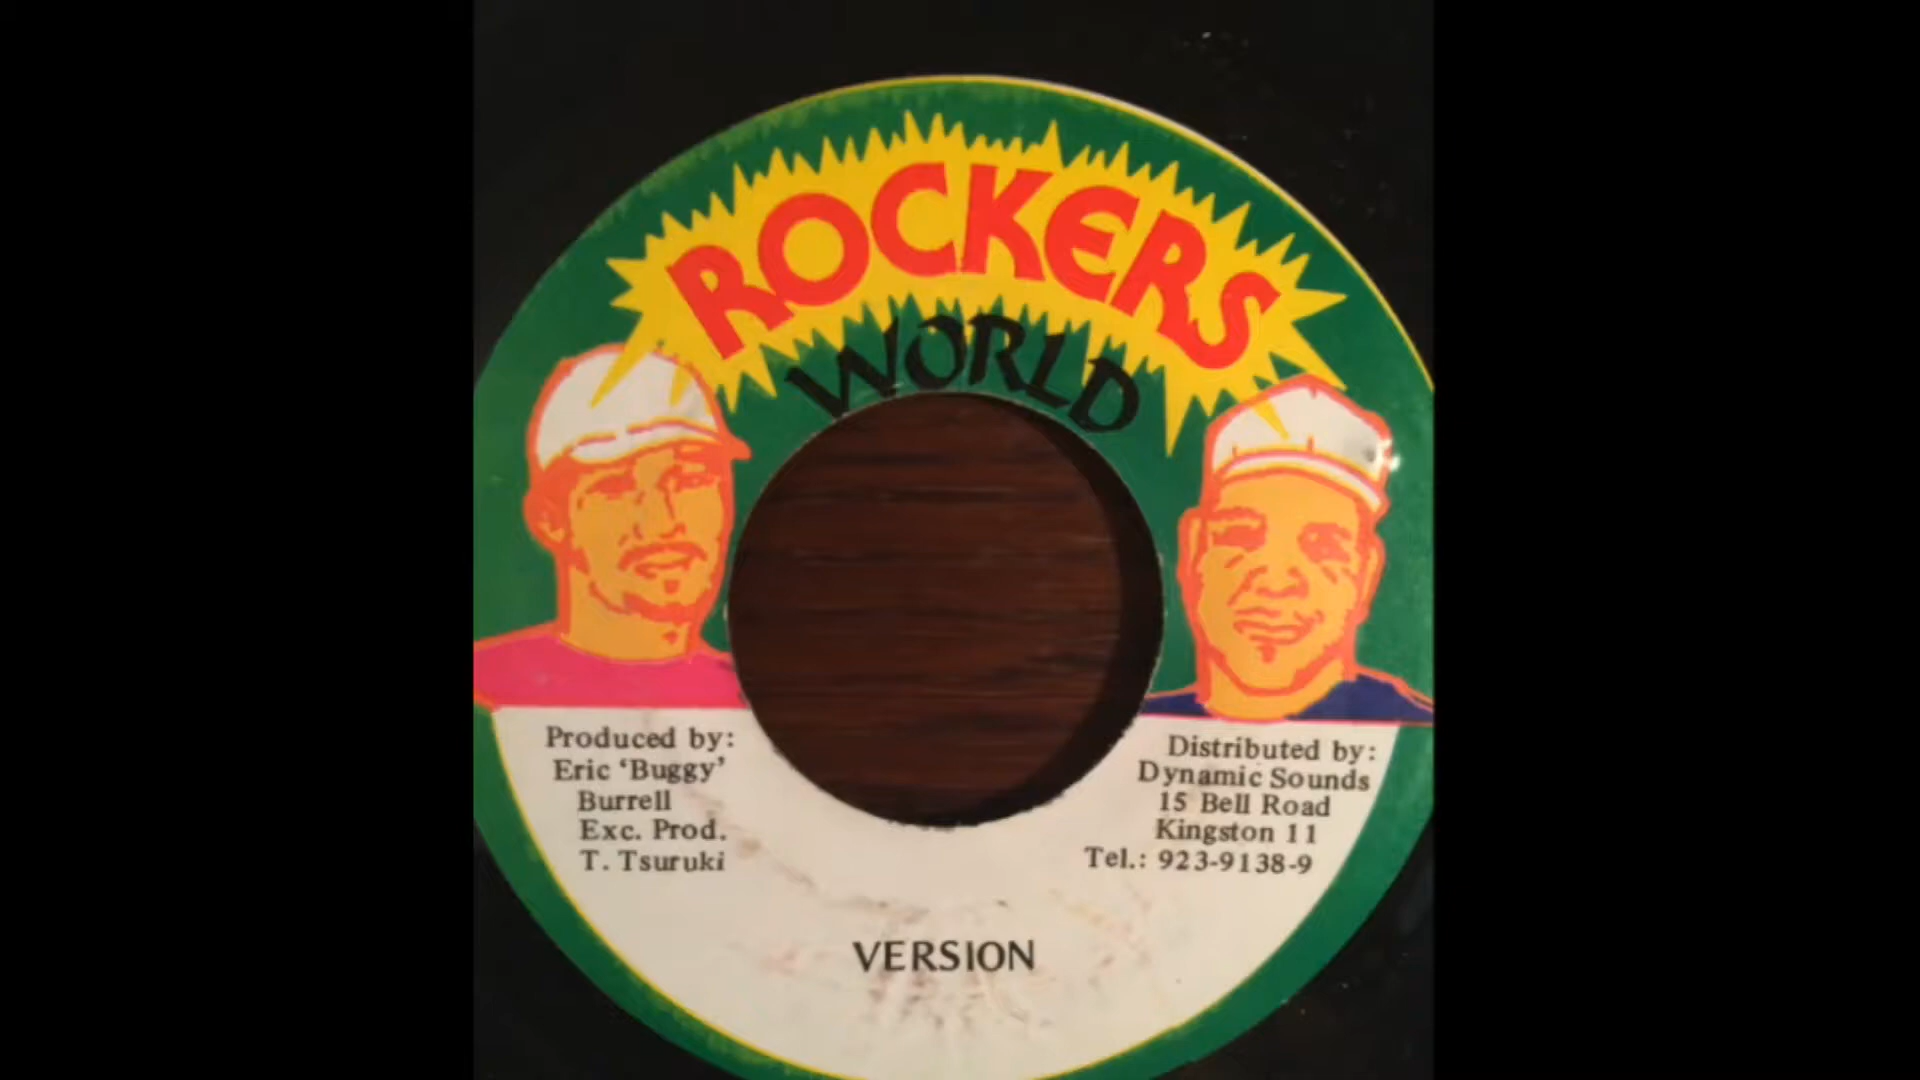 ROCKERS
WORLD
Produced by:
Eric ‘Buggy’
Burrell
Exc. Prod.
T. Tsuruki
Distributed by:
Dynamic Sounds
15 Bell Road
Kingston 11
Tel.: 923-9138-9
VERSION